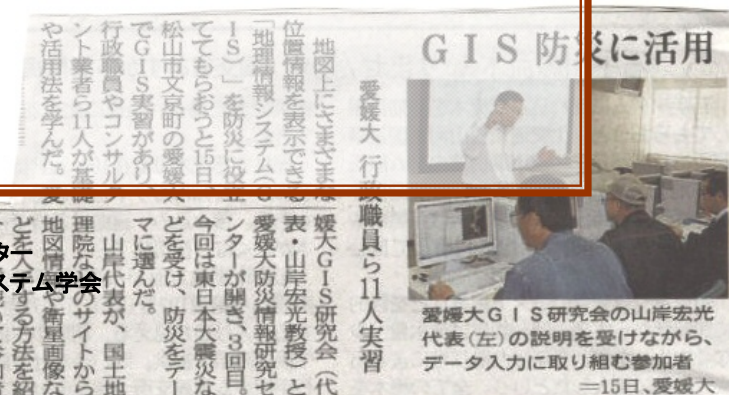 GIS防災に活用
愛媛大 行政職員ら11人実習
地図上にさまざまな
位置情報を表示できる
「地理情報システム(G
IS)」を防災に役立
ててもらおうと15日、
松山市文京町の愛媛大
でGIS実習があり、
行政職員やコンサルタ
ント業者ら11人が基礎
や活用法を学んだ。愛
媛大GIS研究会(代
表・山岸宏光教授)と
愛媛大防災情報研究セ
ンターが開き、3回目。
今回は東日本大震災な
どを受け、防災をテー
マに選んだ。
山岸代表が、国土地
理院な のサイトから
地図情報や衛星画像な
どを する方法を紹
愛媛大GIS研究会の山岸宏光
代表(左)の説明を受けながら、
データ入力に取り組む参加者
=15日、愛媛大
ター
ステム学会